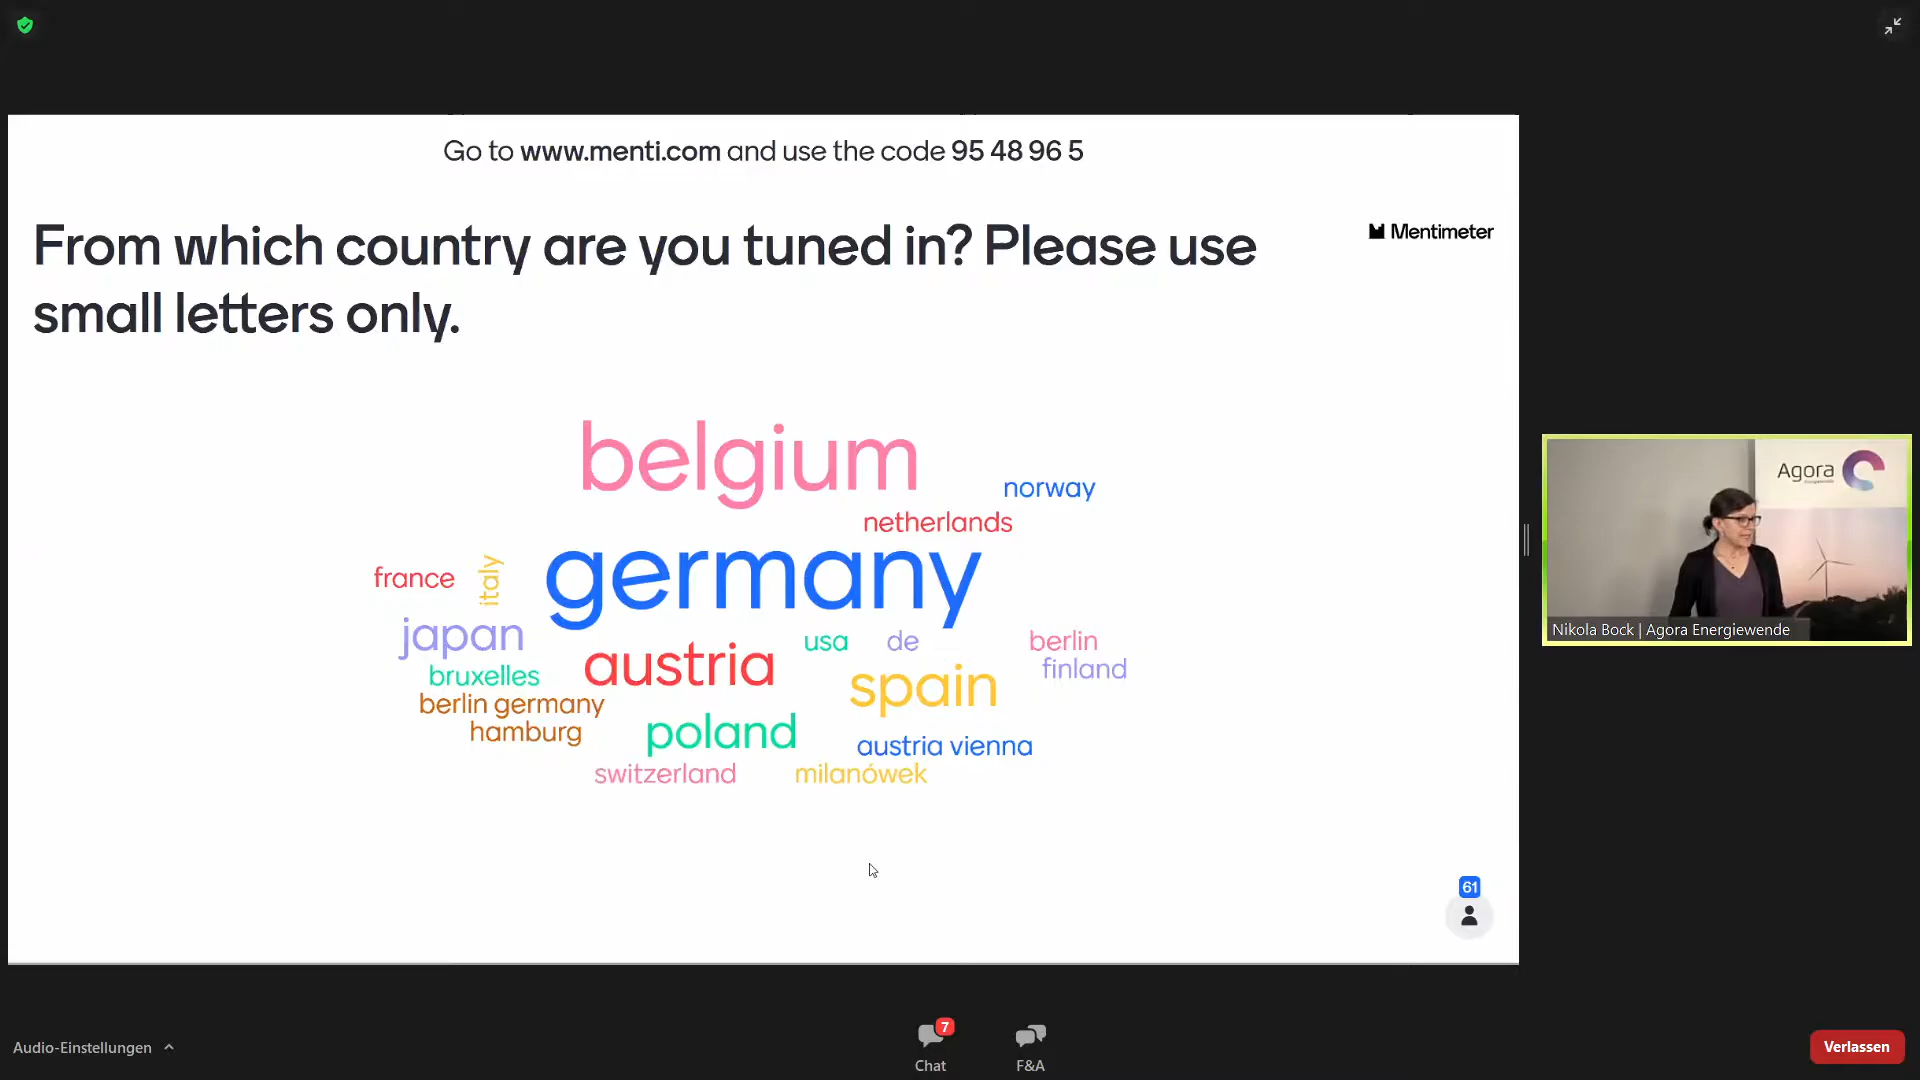 Go to www.menti.com and use the code 95 48 96 5
From which country are you tuned in? Please use
small letters only.
Mentimeter
belgium
norway
netherlands
germany
france
italy
japan
usa
de
berlin
austria
finland
bruxelles
spain
berlin germany
hamburg
poland
austria vienna
switzerland
milanówek
61
Agora
Nikola Bock | Agora Energiewende
Audio-Einstellungen
7
Chat
F&A
Verlassen